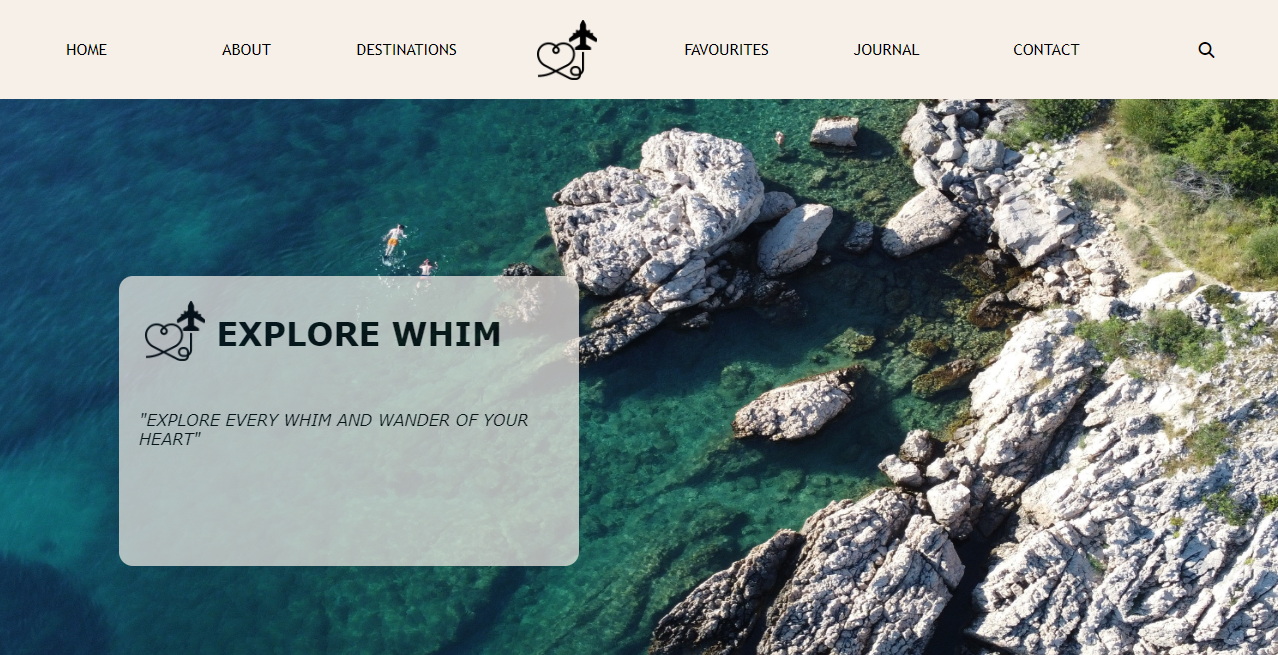 HOME ABOUT DESTINATIONS FAVOURITES JOURNAL CONTACT
EXPLORE WHIM
"EXPLORE EVERY WHIM AND WANDER OF YOUR
HEART"